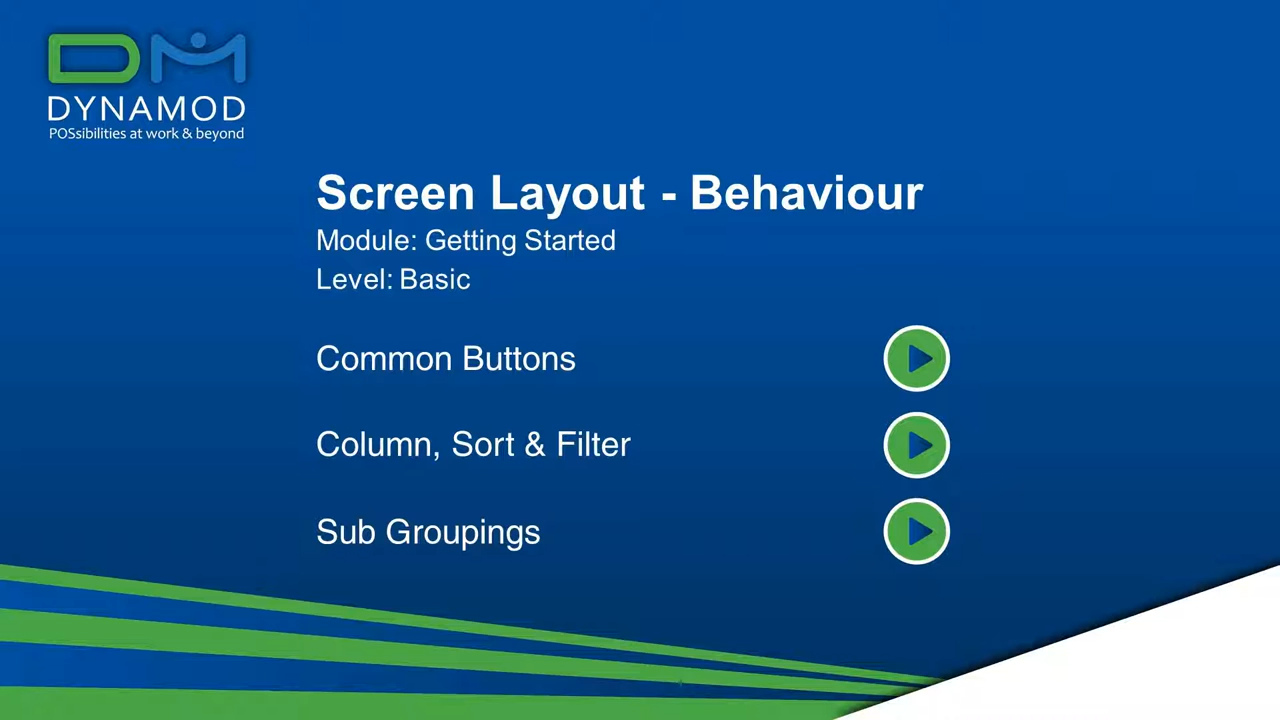 DM
DYNAMOD
POSsibilities at work & beyond
Screen Layout - Behaviour
Module: Getting Started
Level: Basic
Common Buttons
Column, Sort & Filter
Sub Groupings